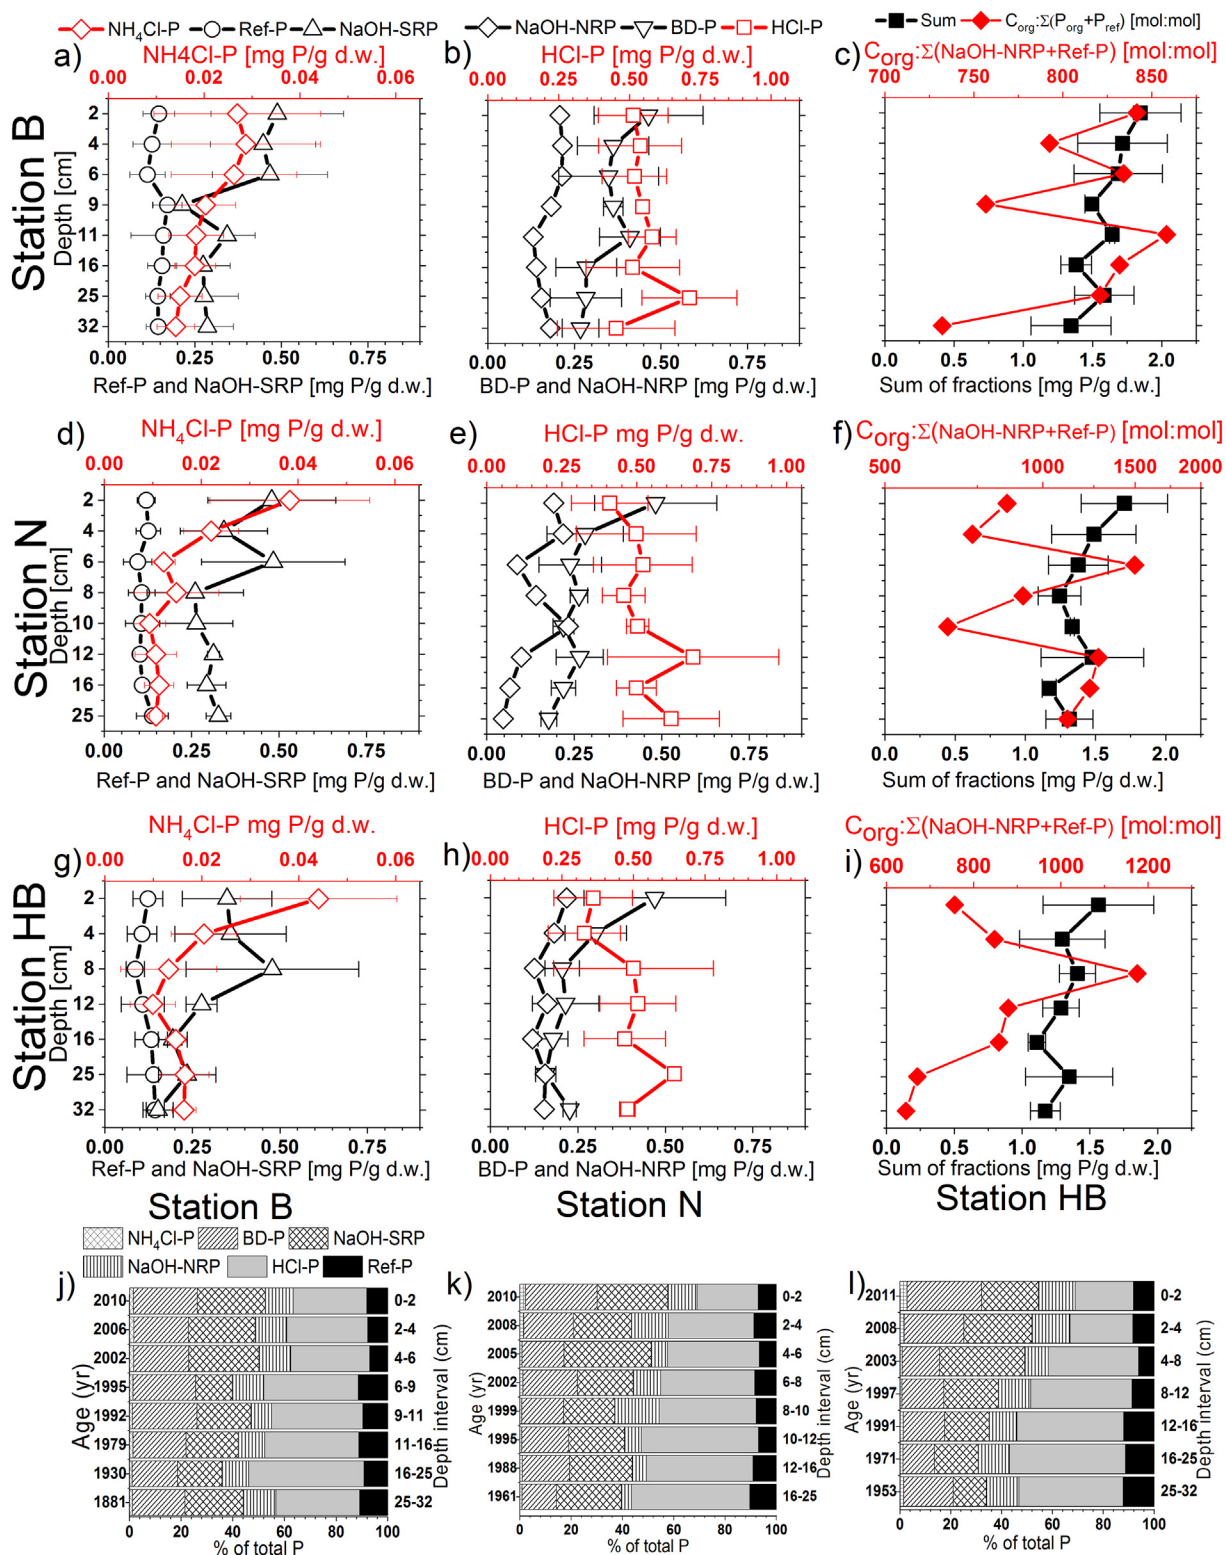 NH₄Cl-P Ref-P NaOH-SRP NaOH-NRP BD-P HCl-P Sum Corg:Σ(Porg+Pref) [mol:mol]
a) NH4Cl-P [mg P/g d.w.] b) HCl-P [mg P/g d.w.] c) Corg:Σ(NaOH-NRP+Ref-P) [mol:mol]
0.00 0.02 0.04 0.06 0.00 0.25 0.50 0.75 1.00 700 750 800 850
Station B
Depth [cm]
2
4
6
9
11
16
25
32
0.00 0.25 0.50 0.75 0.00 0.25 0.50 0.75 0.0 0.5 1.0 1.5 2.0
Ref-P and NaOH-SRP [mg P/g d.w.] BD-P and NaOH-NRP [mg P/g d.w.] Sum of fractions [mg P/g d.w.]
d) NH₄Cl-P [mg P/g d.w.] e) HCl-P mg P/g d.w. f) Corg:Σ(NaOH-NRP+Ref-P) [mol:mol]
0.00 0.02 0.04 0.06 0.00 0.25 0.50 0.75 1.00 500 1000 1500 2000
Station N
Depth [cm]
2
4
6
8
10
12
16
25
0.00 0.25 0.50 0.75 0.00 0.25 0.50 0.75 0.0 0.5 1.0 1.5 2.0
Ref-P and NaOH-SRP [mg P/g d.w.] BD-P and NaOH-NRP [mg P/g d.w.] Sum of fractions [mg P/g d.w.]
g) NH₄Cl-P mg P/g d.w. h) HCl-P [mg P/g d.w.] i) Corg:Σ(NaOH-NRP+Ref-P) [mol:mol]
0.00 0.02 0.04 0.06 0.00 0.25 0.50 0.75 1.00 600 800 1000 1200
Station HB
Depth [cm]
2
4
8
12
16
25
32
0.00 0.25 0.50 0.75 0.00 0.25 0.50 0.75 0.0 0.5 1.0 1.5 2.0
Ref-P and NaOH-SRP [mg P/g d.w.] BD-P and NaOH-NRP [mg P/g d.w.] Sum of fractions [mg P/g d.w.]
Station B Station N Station HB
NH₄Cl-P BD-P NaOH-SRP
NaOH-NRP HCl-P Ref-P
j)
Age (yr)
2010 0-2
2006 2-4
2002 4-6
1995 6-9
1992 9-11
1979 11-16
1930 16-25
1881 25-32
Depth interval (cm)
0 20 40 60 80 100
% of total P
k)
Age (yr)
2010 0-2
2008 2-4
2005 4-6
2002 6-8
1999 8-10
1995 10-12
1988 12-16
1961 16-25
Depth interval (cm)
0 20 40 60 80 100
% of total P
l)
Age (yr)
2011 0-2
2008 2-4
2003 4-8
1997 8-12
1991 12-16
1971 16-25
1953 25-32
Depth interval (cm)
0 20 40 60 80 100
% of total P